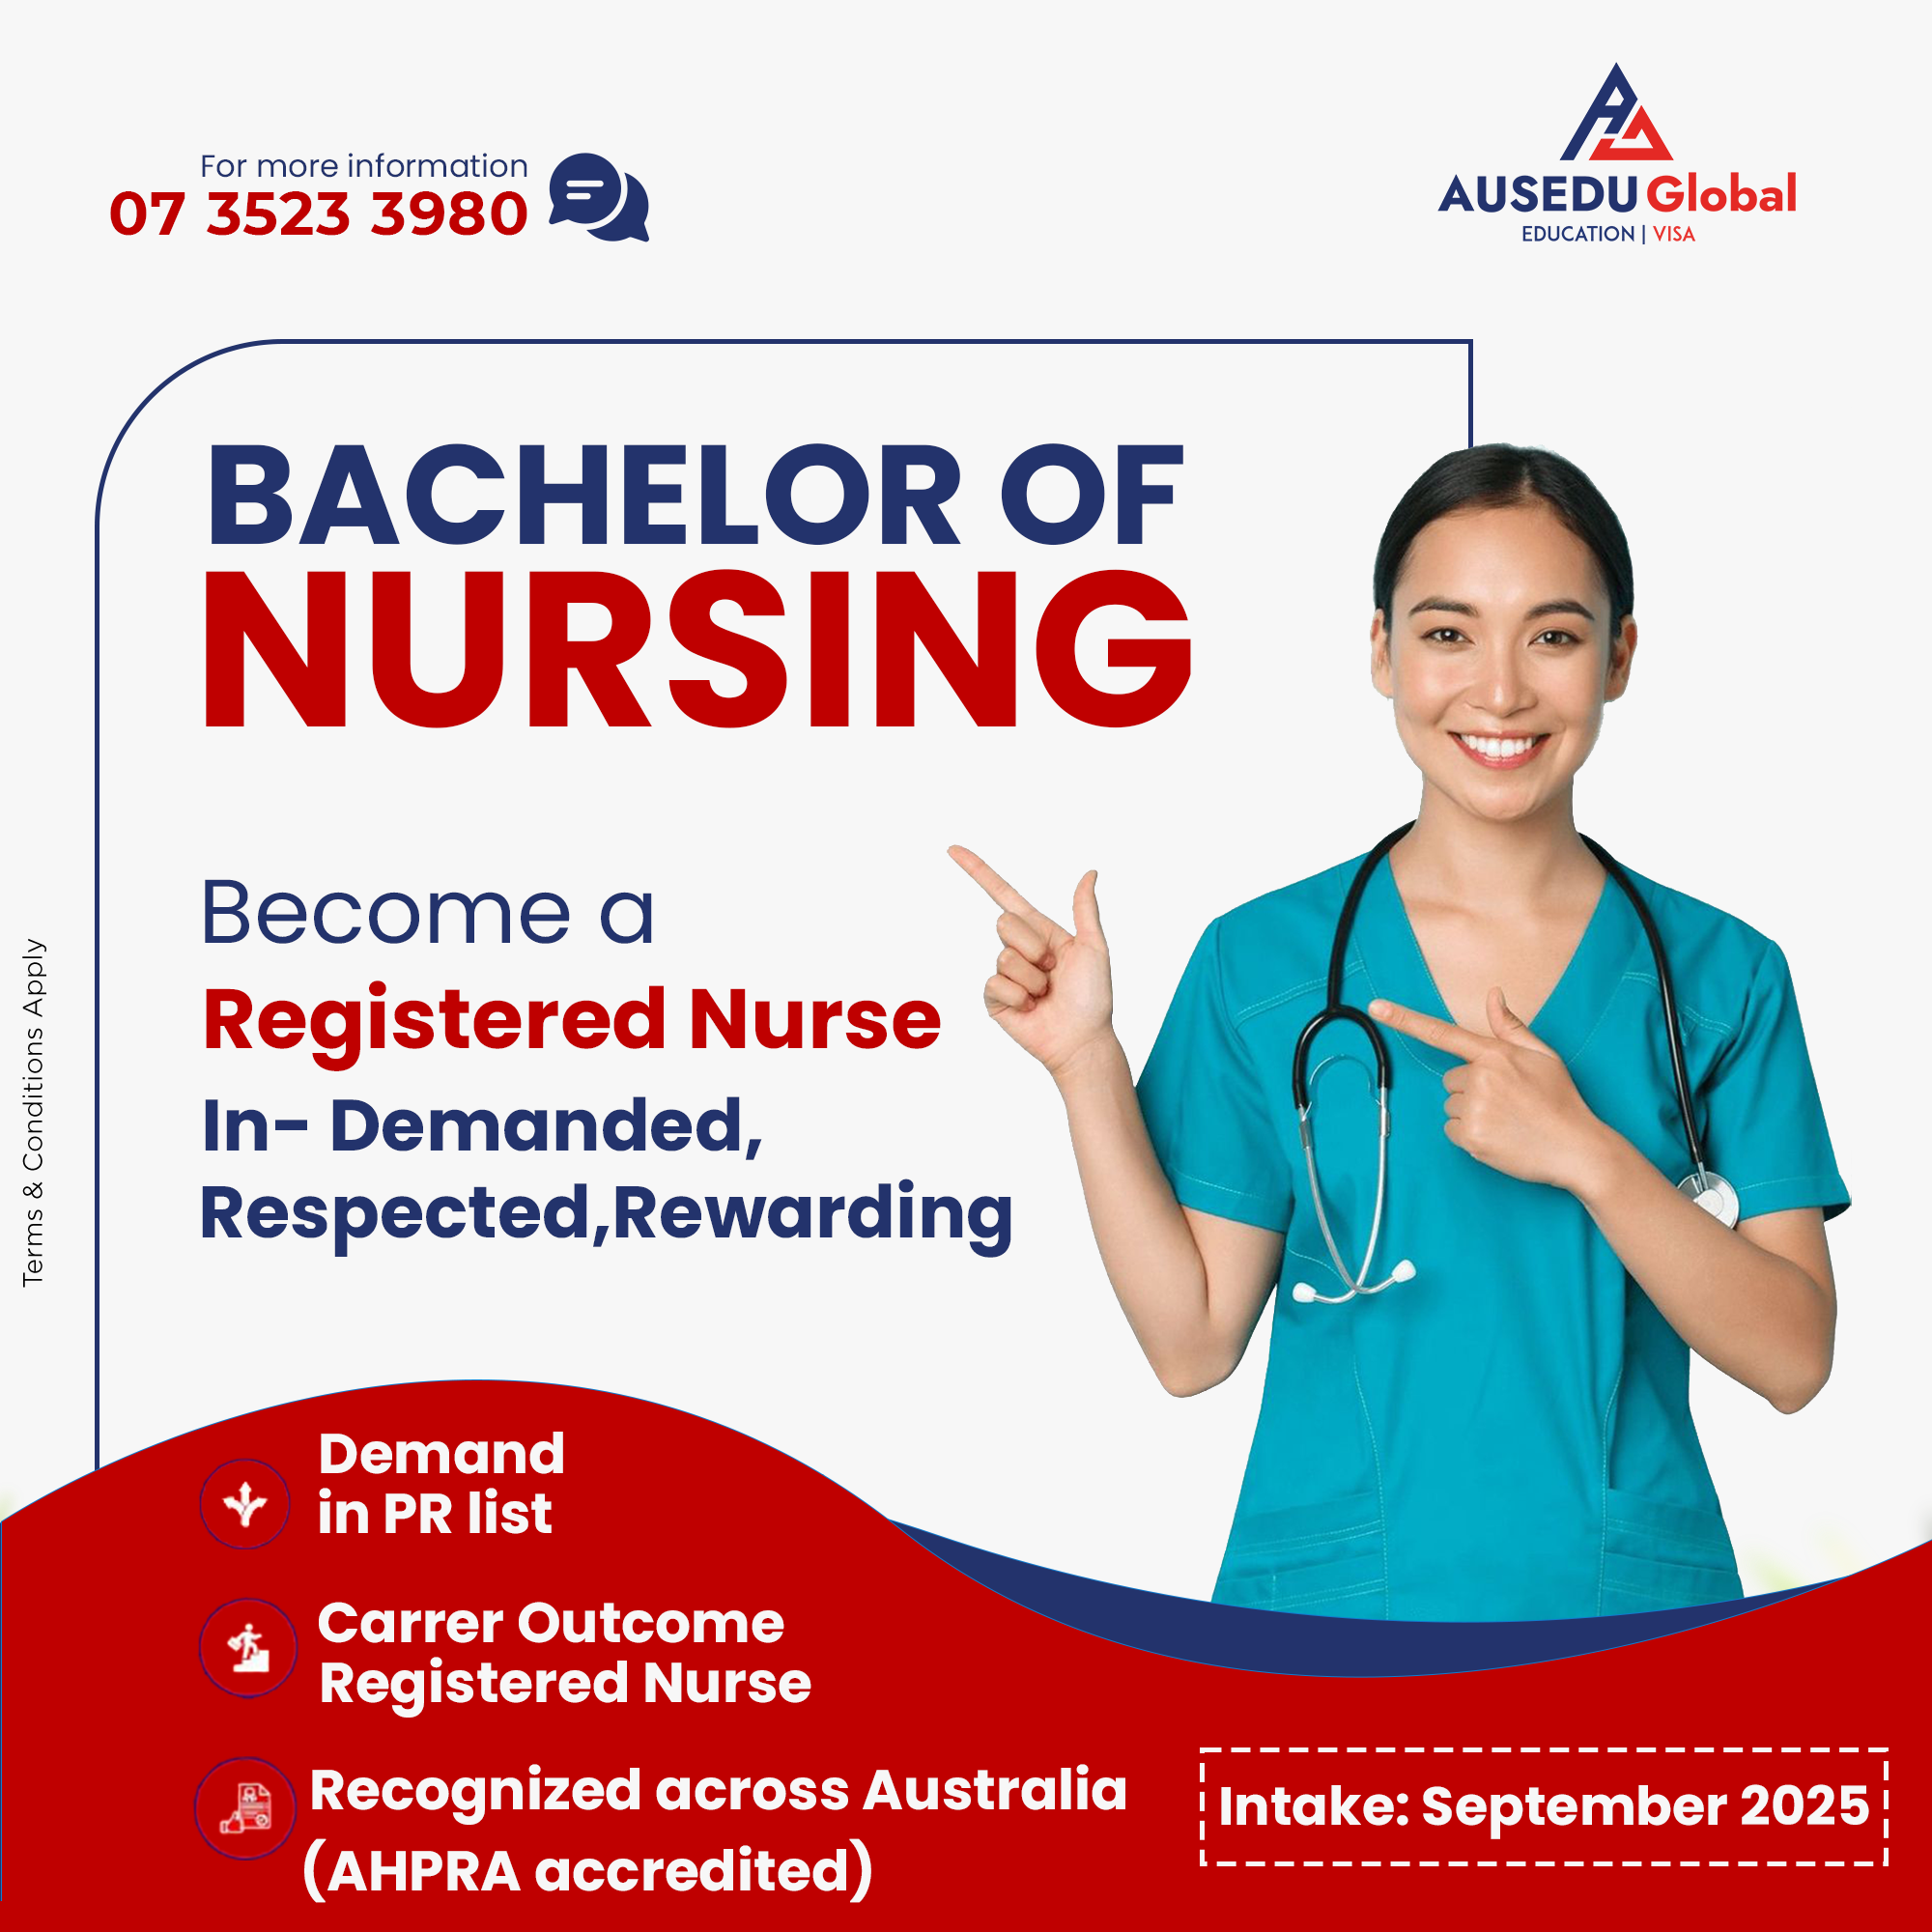 For more information
07 3523 3980
AUSEDU Global
EDUCATION | VISA
BACHELOR OF
NURSING
Become a
Registered Nurse
In- Demanded,
Respected,Rewarding
Terms & Conditions Apply
Demand
in PR list
Carrer Outcome
Registered Nurse
Recognized across Australia
(AHPRA accredited)
Intake: September 2025